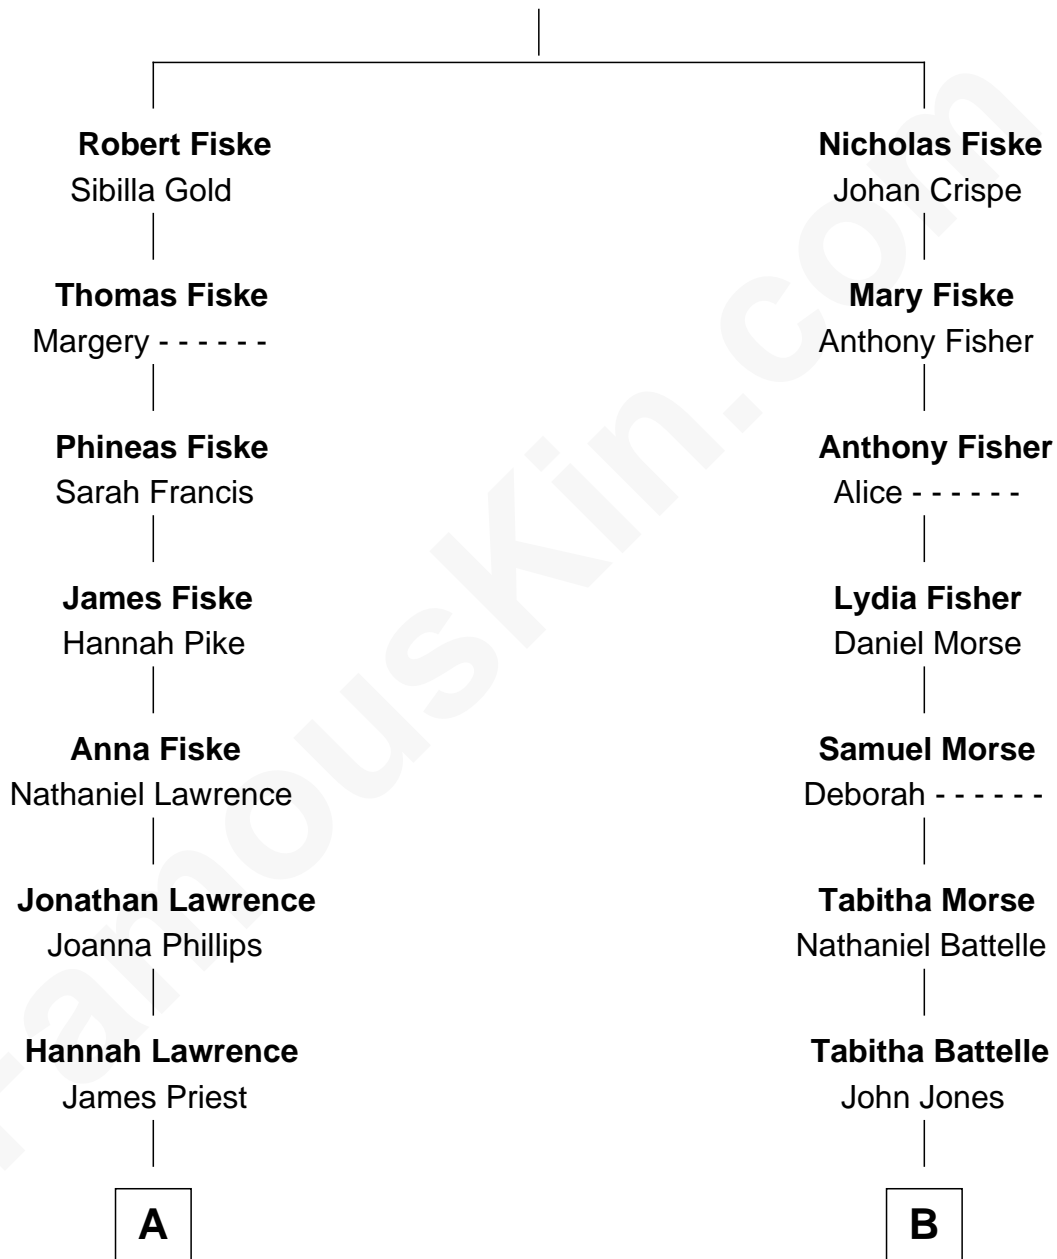 Robert Fiske
Sibilla Gold
Thomas Fiske
Margery - - - - - -
Phineas Fiske
Sarah Francis
James Fiske
Hannah Pike
Anna Fiske
Nathaniel Lawrence
Jonathan Lawrence
Joanna Phillips
Hannah Lawrence
James Priest
A
Nicholas Fiske
Johan Crispe
Mary Fiske
Anthony Fisher
Anthony Fisher
Alice - - - - - -
Lydia Fisher
Daniel Morse
Samuel Morse
Deborah - - - - - -
Tabitha Morse
Nathaniel Battelle
Tabitha Battelle
John Jones
B
FamousKin.com